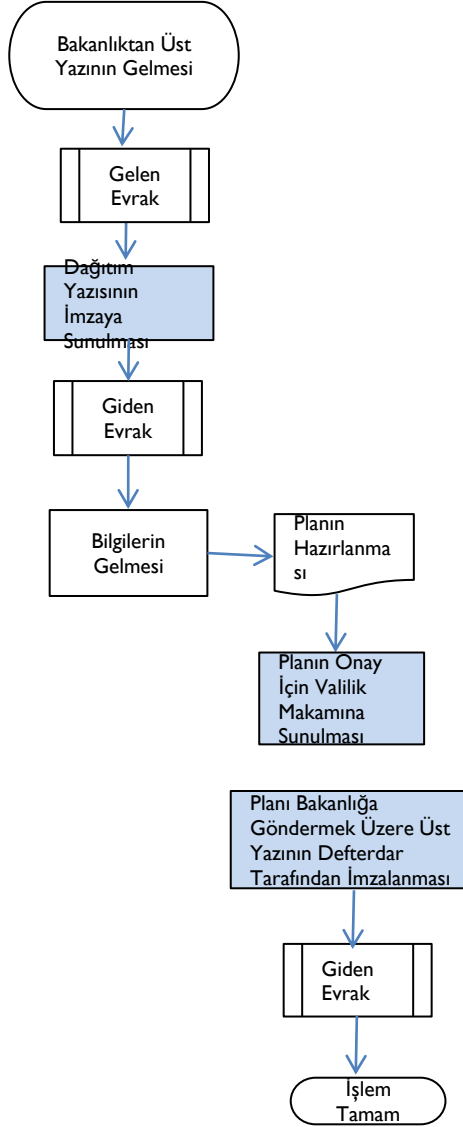 Bakanlıktan Üst
Yazının Gelmesi
Gelen
Evrak
Dağıtım
Yazısının
İmzaya
Sunulması
Giden
Evrak
Bilgilerin
Gelmesi
Planın
Hazırlanma
sı
Planın Onay
İçin Valilik
Makamına
Sunulması
Planı Bakanlığa
Göndermek Üzere Üst
Yazının Defterdar
Tarafından İmzalanması
Giden
Evrak
İşlem
Tamam